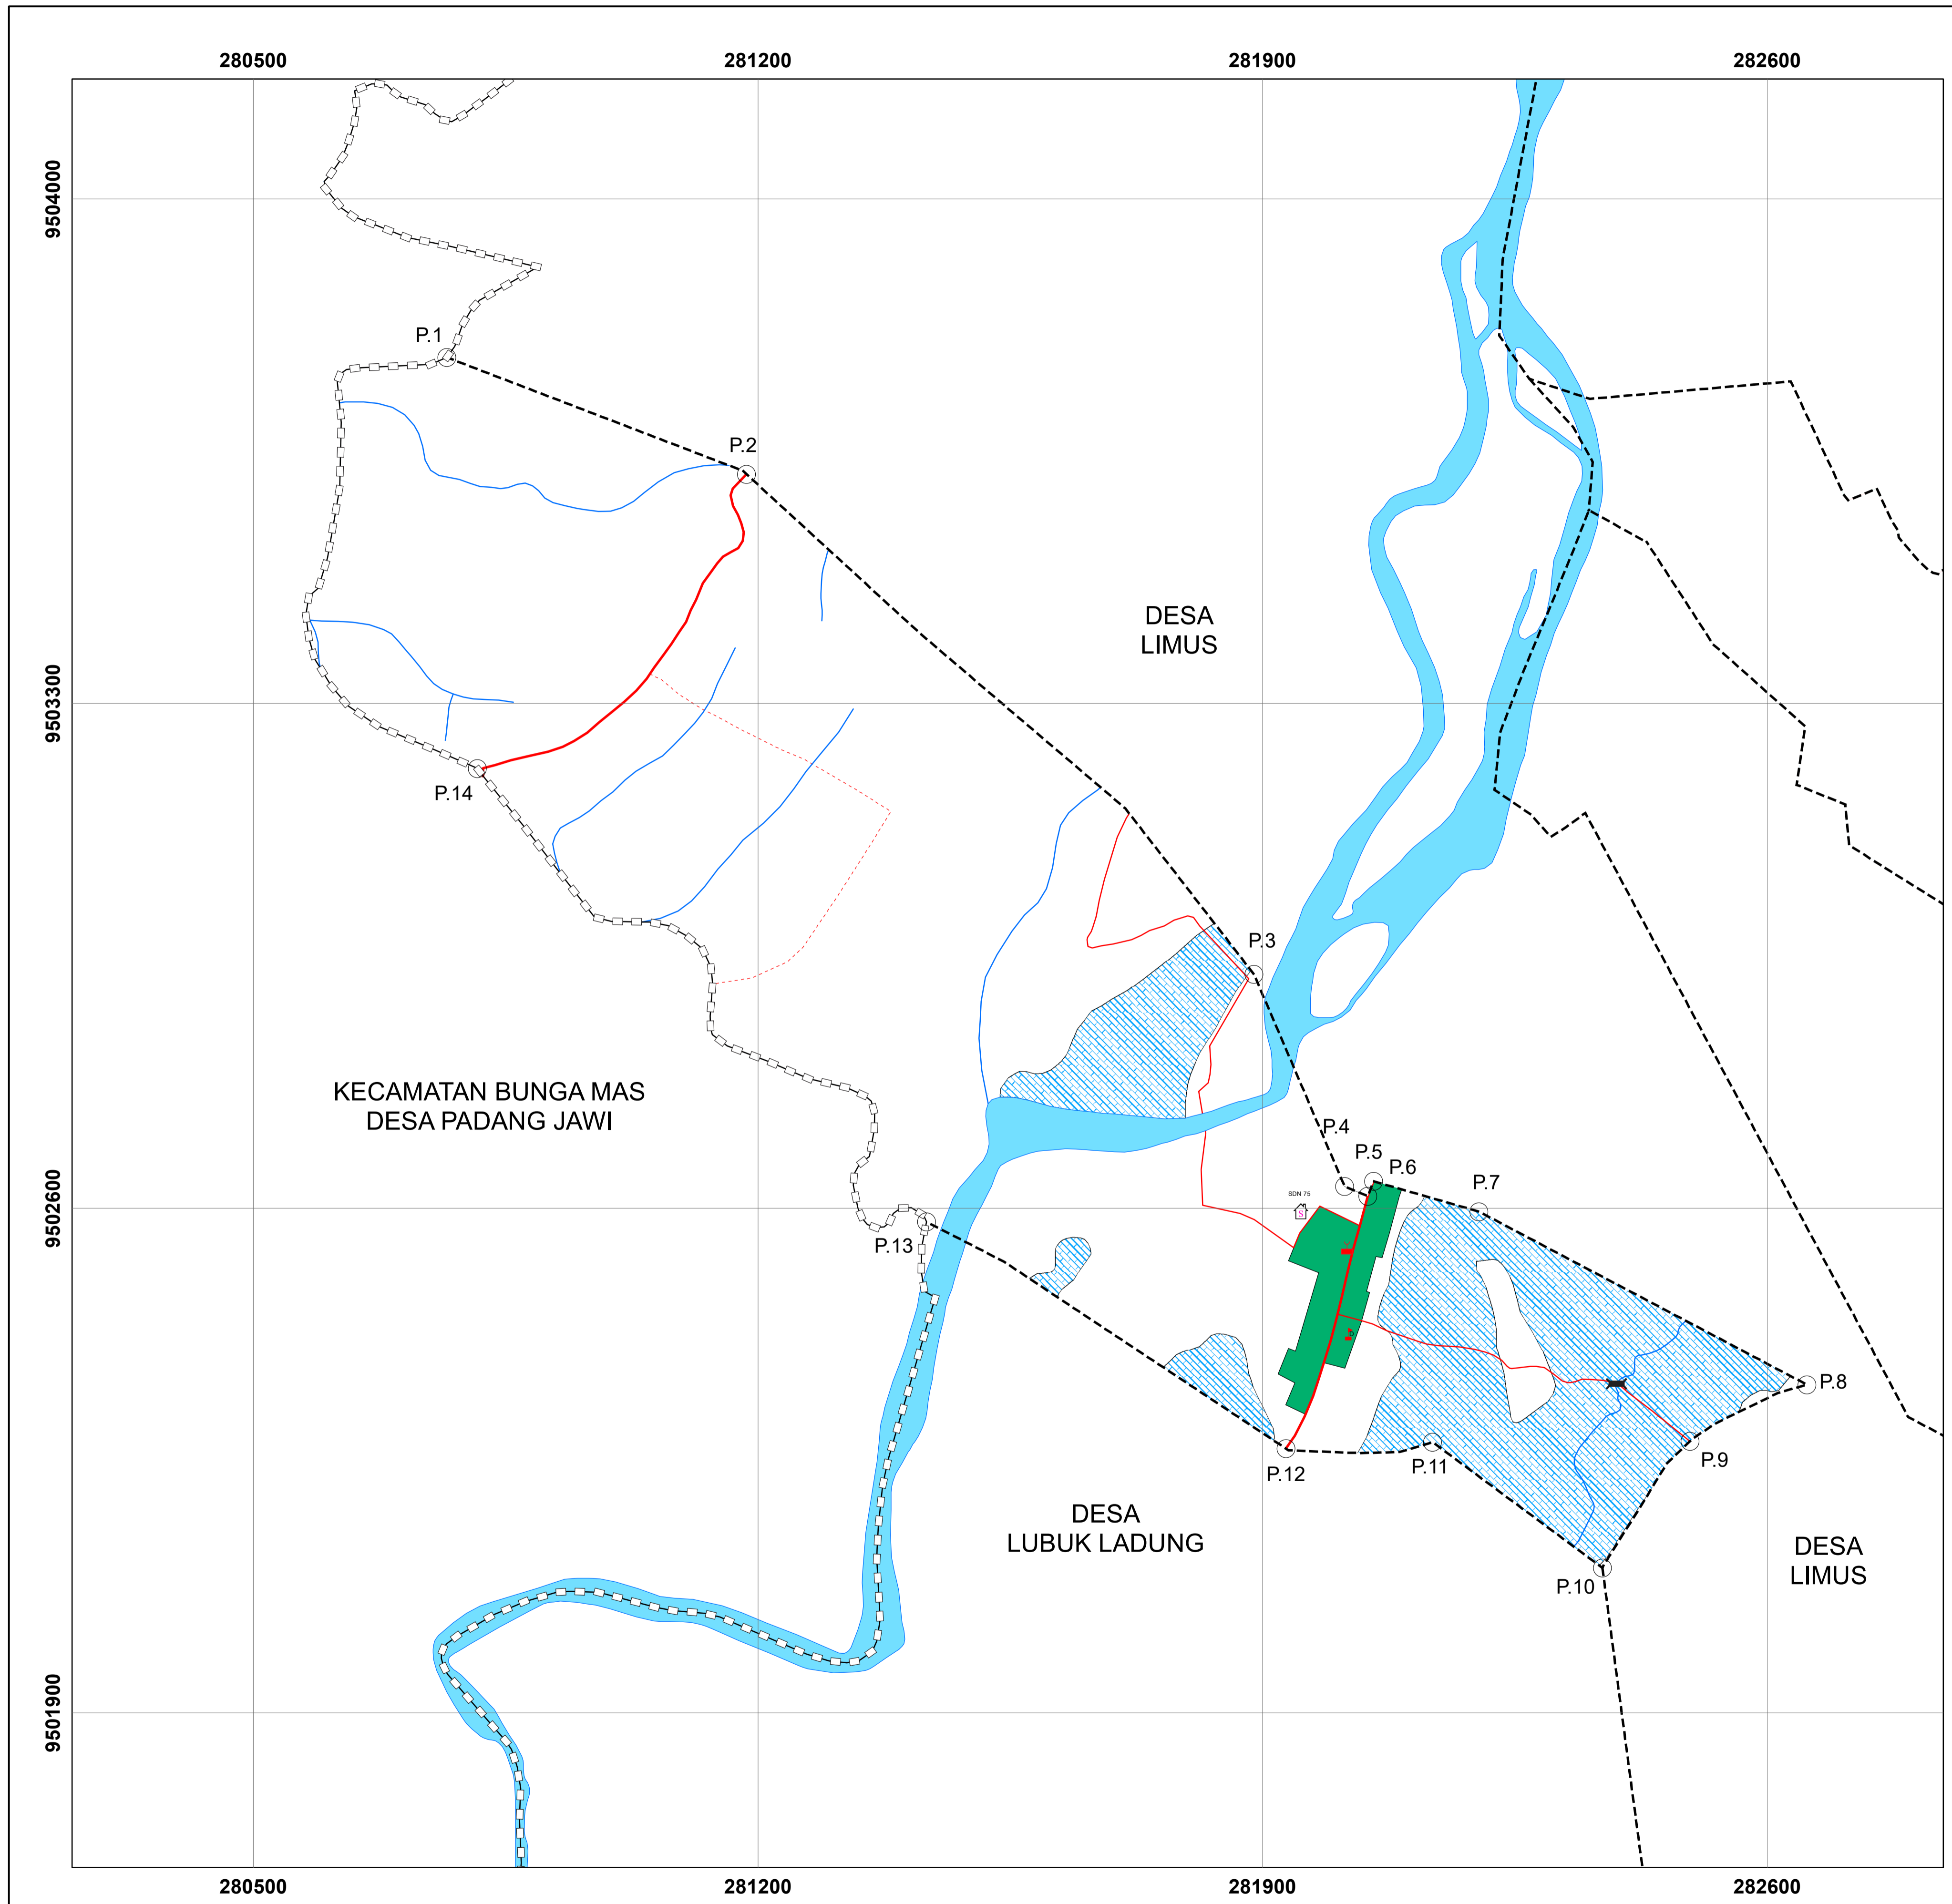 280500
281200
281900
282600
9504000
P.1
P.2
DESA
LIMUS
9503300
P.14
P.3
KECAMATAN BUNGA MAS
DESA PADANG JAWI
P.4
P.5
P.6
P.7
SDN 75
S
9502600
P.13
P.8
P.9
P.12
P.11
DESA
LUBUK LADUNG
DESA
LIMUS
P.10
9501900
280500
281200
281900
282600